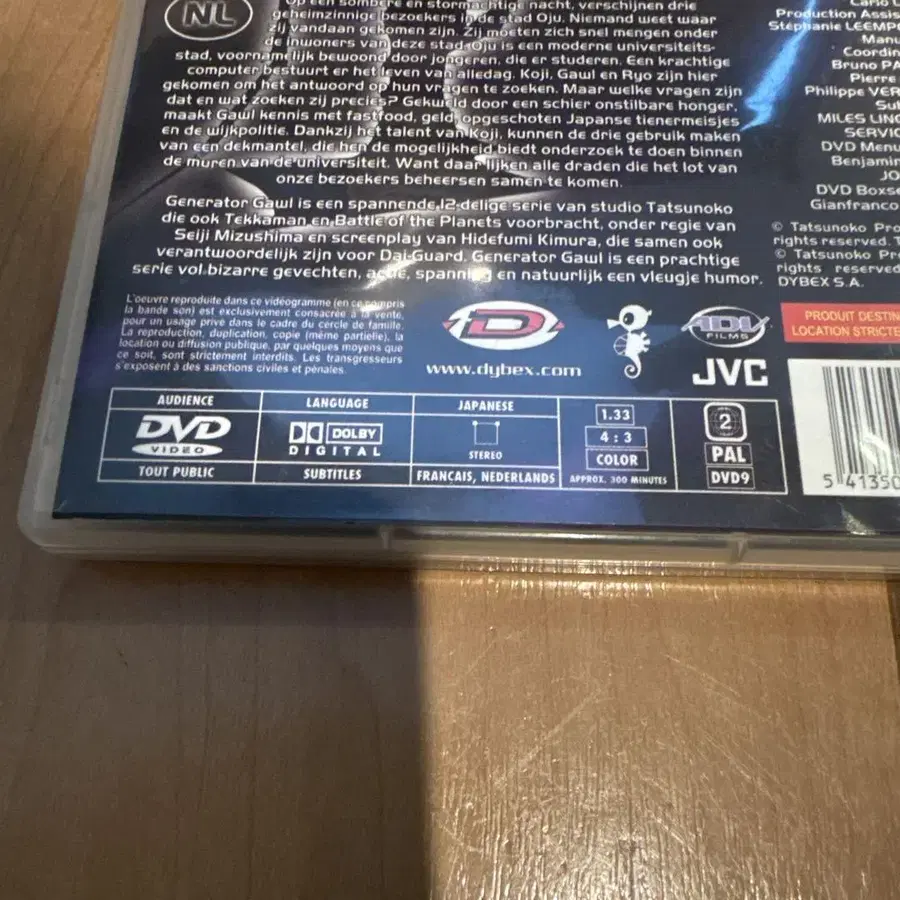 NL
Op een sombere en stormachtige nacht, verschijnen drie
geheimzinnige bezoekers in de stad Oju. Niemand weet waar
zij vandaan gekomen zijn. Zij moeten zich snel mengen onder
de inwoners van deze stad. Oju is een moderne universiteits-
stad, voornamelijk bewoond door jongeren, die er studeren. Een krachtige
computer bestuurt er het leven van alledag. Koji, Gawl en Ryo zijn hier
gekomen om het antwoord op hun vragen te zoeken. Maar welke vragen zijn
dat en wat zoeken zij precies? Gekweld door een schier onstilbare honger,
maakt Gawl kennis met fastfood, geld, opgeschoten Japanse tienermeisjes
en de wijkpolitie. Dankzij het talent van Koji, kunnen de drie gebruik maken
van een dekmantel, die hen de mogelijkheid biedt onderzoek te doen binnen
de muren van de universiteit. Want daar lijken alle draden die het lot van
onze bezoekers beheersen samen te komen.
Generator Gawl is een spannende 12-delige serie van studio Tatsunoko
die ook Tekkaman en Battle of the Planets voorbracht, onder regie van
Seiji Mizushima en screenplay van Hidefumi Kimura, die samen ook
verantwoordelijk zijn voor Dai-Guard. Generator Gawl is een prachtige
serie vol bizarre gevechten, actie, spanning en natuurlijk een vleugje humor.
Carlo
Production Assis
Stéphanie LEEMPO
Manu
Coordin
Bruno PA
Pierre
Philippe VER
Sub
MILES LINC
SERVIC
DVD Menu
Benjamin
JO
DVD Boxse
Gianfranco
© Tatsunoko Pro
rights reserved. T
© Tatsunoko Pro
rights reserved
DYBEX S.A.
L'oeuvre reproduite dans ce vidéogramme (en ce compris
la bande son) est exclusivement consacrée à la vente,
pour un usage privé dans le cadre du cercle de famille.
La reproduction, duplication, copie (même partielle), la
location ou diffusion publique, par quelques moyens que
ce soit, sont strictement interdits. Les transgresseurs
s'exposent à des sanctions civiles et pénales.
D
www.dybex.com
ADV
FILMS
JVC
PRODUIT DESTIN
LOCATION STRICTE
AUDIENCE
DVD
VIDEO
TOUT PUBLIC
LANGUAGE
DOLBY
DIGITAL
SUBTITLES
JAPANESE
STEREO
FRANCAIS, NEDERLANDS
1.33
4 : 3
COLOR
APPROX. 300 MINUTES
2
PAL
DVD9
5 41350